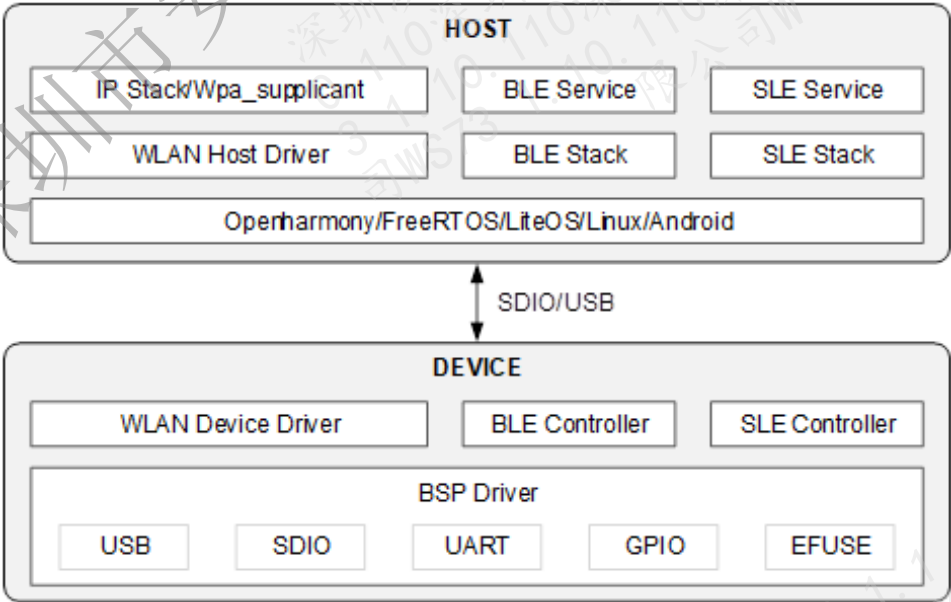 HOST
IP Stack/Wpa_supplicant BLE Service SLE Service
WLAN Host Driver BLE Stack SLE Stack
Openharmony/FreeRTOS/LiteOS/Linux/Android
SDIO/USB
DEVICE
WLAN Device Driver BLE Controller SLE Controller
BSP Driver
USB SDIO UART GPIO EFUSE